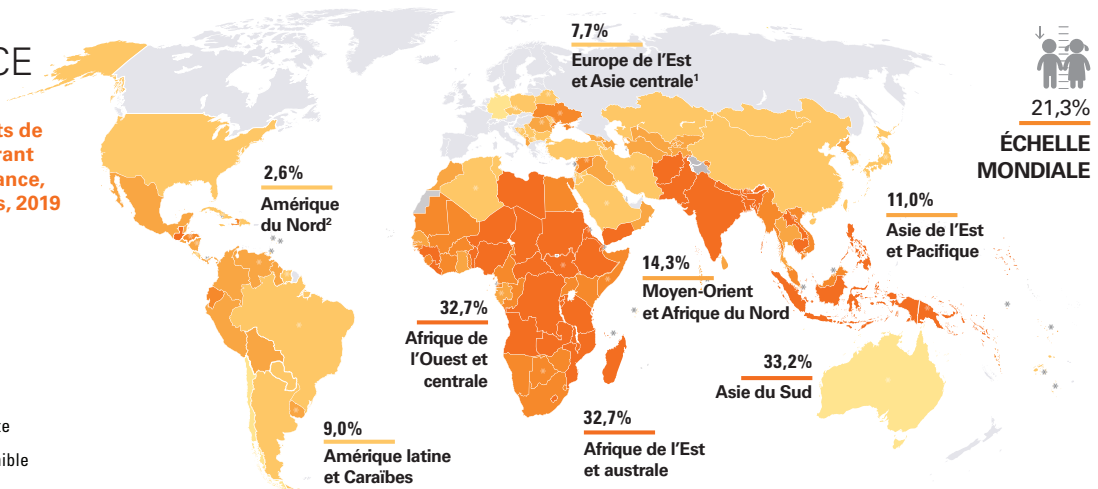 CE
ts de
rant
ance,
s, 2019
7,7%
Europe de l’Est
et Asie centrale¹
21,3%
ÉCHELLE
MONDIALE
2,6%
Amérique
du Nord²
11,0%
Asie de l’Est
et Pacifique
14,3%
Moyen-Orient
et Afrique du Nord
32,7%
Afrique de
l’Ouest et
centrale
33,2%
Asie du Sud
32,7%
Afrique de l’Est
et australe
9,0%
Amérique latine
et Caraïbes
te
nible